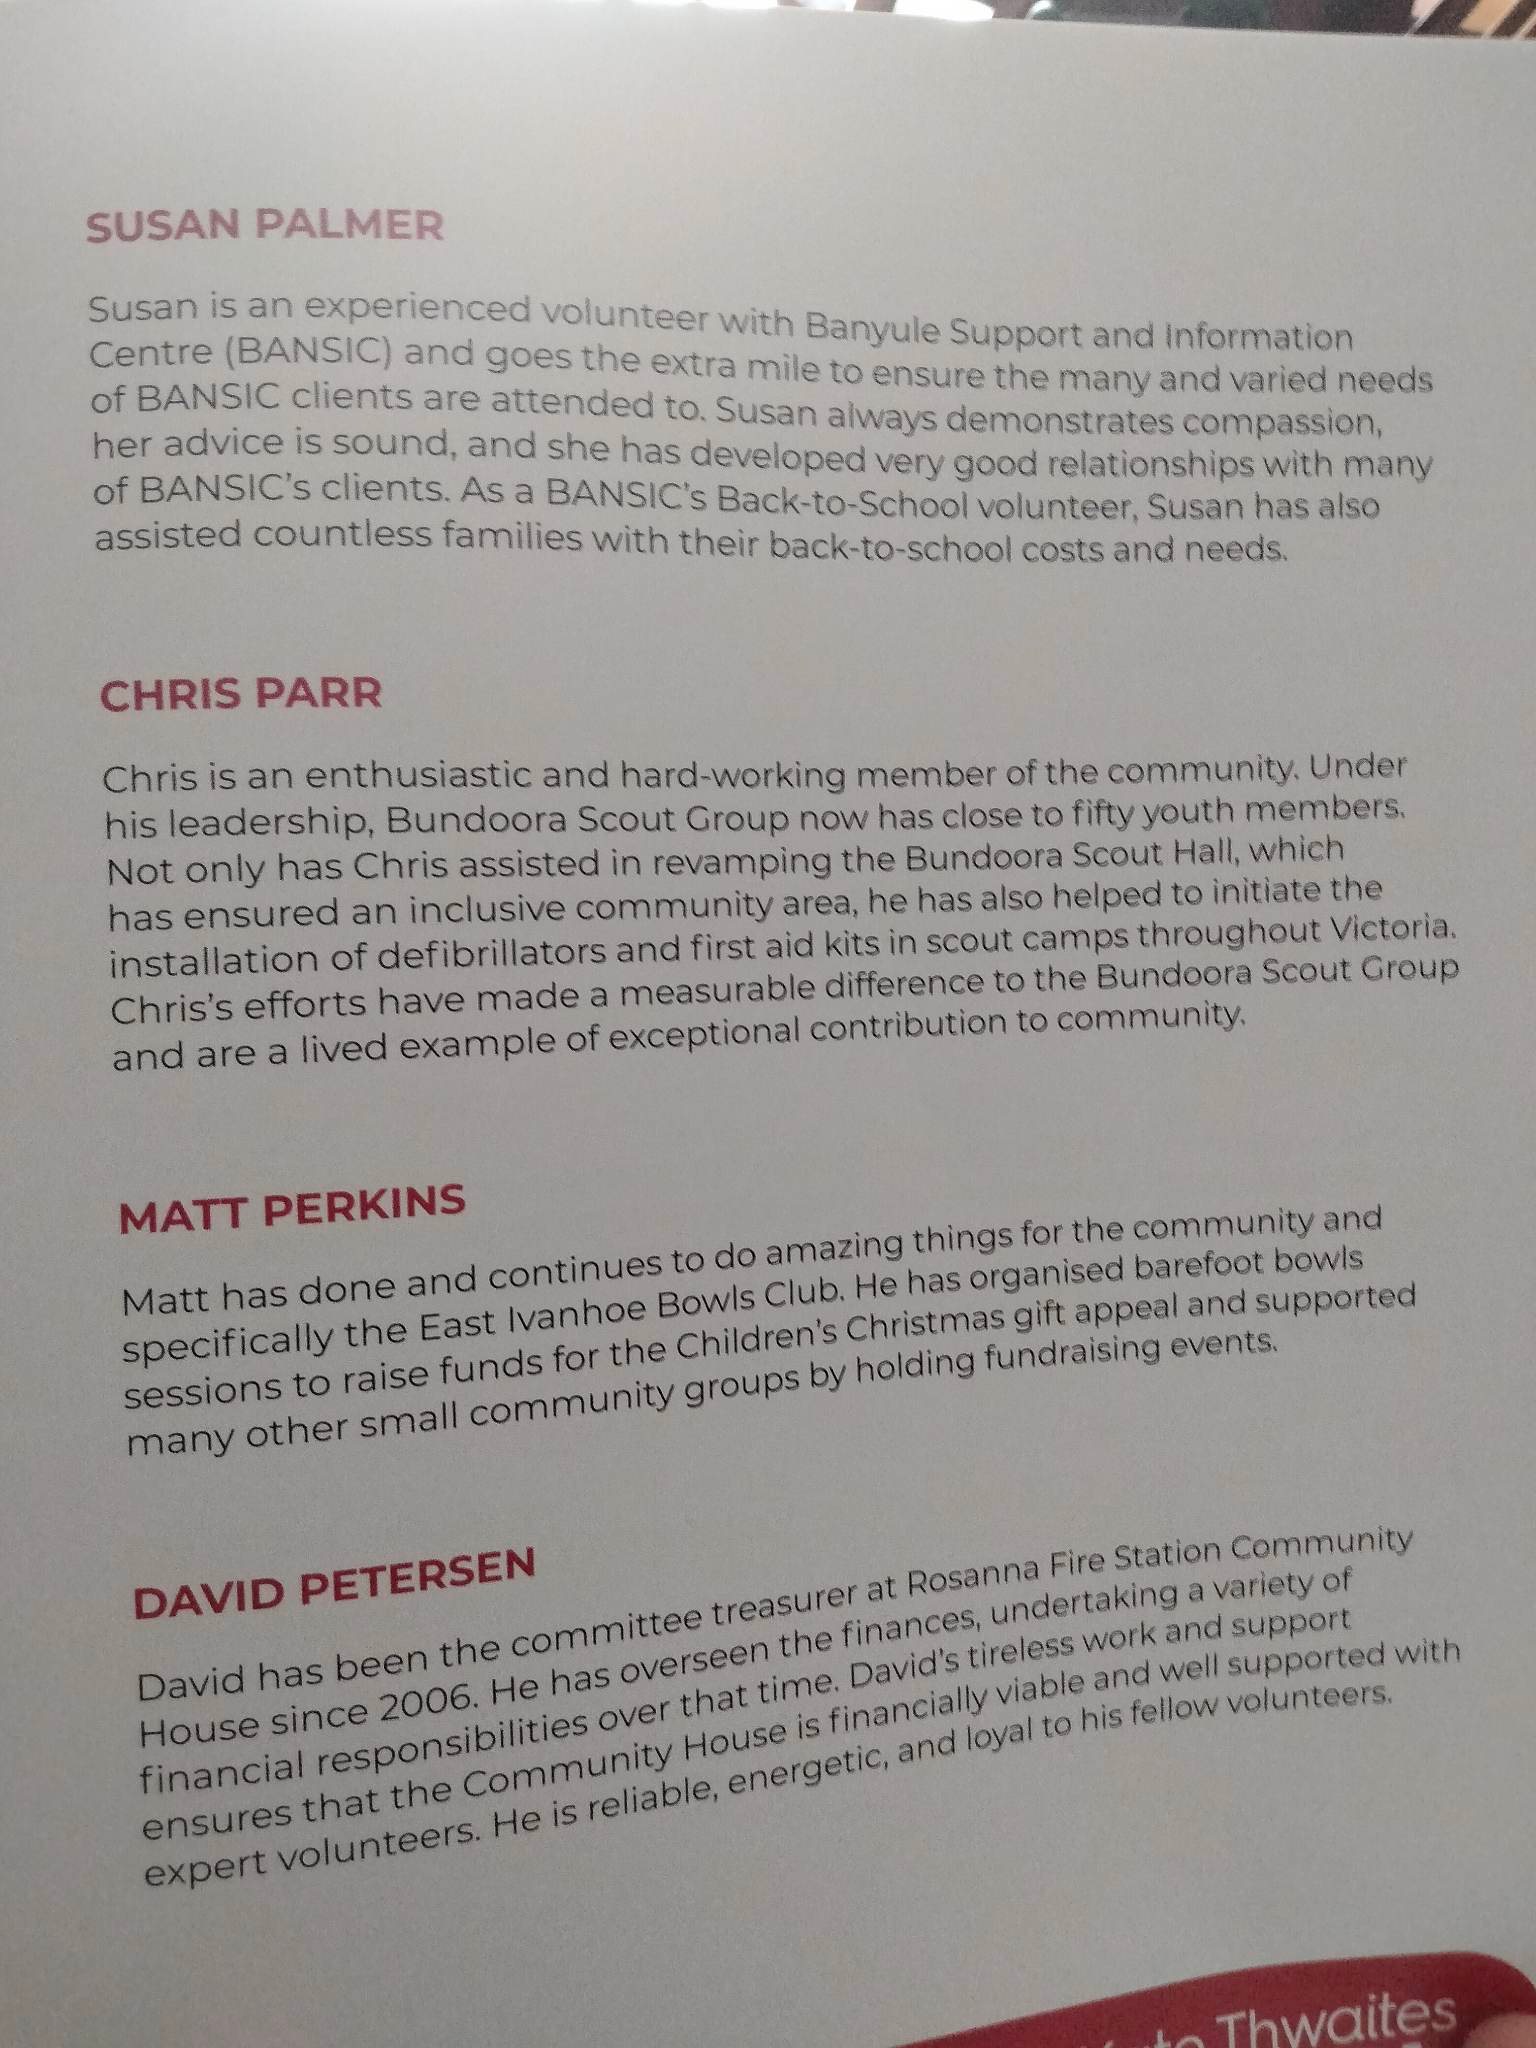 SUSAN PALMER
Susan is an experienced volunteer with Banyule Support and Information
Centre (BANSIC) and goes the extra mile to ensure the many and varied needs
of BANSIC clients are attended to. Susan always demonstrates compassion,
her advice is sound, and she has developed very good relationships with many
of BANSIC's clients. As a BANSIC's Back-to-School volunteer, Susan has also
assisted countless families with their back-to-school costs and needs.
CHRIS PARR
Chris is an enthusiastic and hard-working member of the community. Under
his leadership, Bundoora Scout Group now has close to fifty youth members.
Not only has Chris assisted in revamping the Bundoora Scout Hall, which
has ensured an inclusive community area, he has also helped to initiate the
installation of defibrillators and first aid kits in scout camps throughout Victoria.
Chris's efforts have made a measurable difference to the Bundoora Scout Group
and are a lived example of exceptional contribution to community.
MATT PERKINS
Matt has done and continues to do amazing things for the community and
specifically the East Ivanhoe Bowls Club. He has organised barefoot bowls
sessions to raise funds for the Children's Christmas gift appeal and supported
many other small community groups by holding fundraising events.
DAVID PETERSEN
David has been the committee treasurer at Rosanna Fire Station Community
House since 2006. He has overseen the finances, undertaking a variety of
financial responsibilities over that time. David's tireless work and support
ensures that the Community House is financially viable and well supported with
expert volunteers. He is reliable, energetic, and loyal to his fellow volunteers.
Thwaites